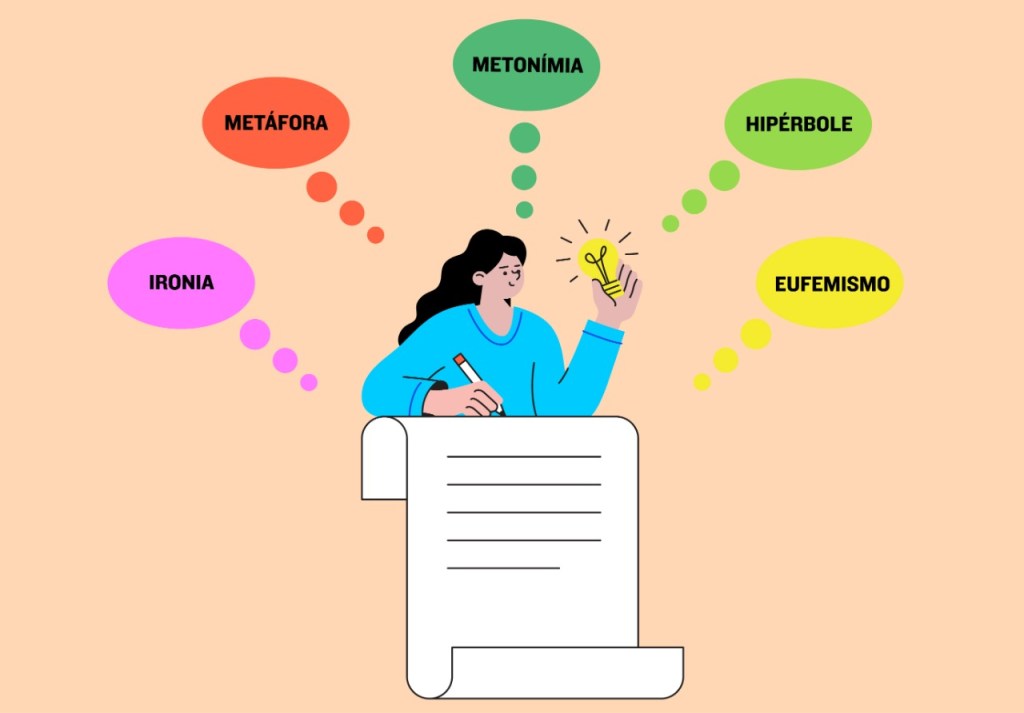 METONÍMIA
METÁFORA
HIPÉRBOLE
IRONIA
EUFEMISMO